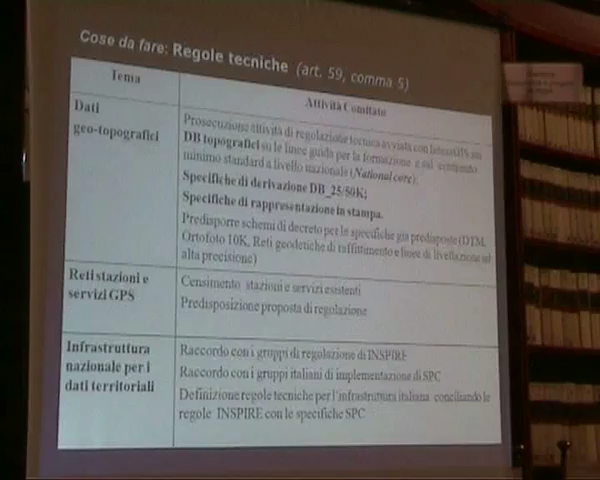 Cose da fare: Regole tecniche (art. 59, comma 5)
Tema
Attività Comitato
Dati
geo-topografici
Prosecuzione attività di regolazione tecnica avviata con IntesaGIS sui
DB topografici su le linee guida per la formazione e sul contenuto
minimo standard a livello nazionale (National core);
Specifiche di derivazione DB_25/50K;
Specifiche di rappresentazione in stampa.
Predisporre schemi di decreto per le specifiche già predisposte (DTM,
Ortofoto 10K, Reti geodetiche di raffittimento e linee di livellazione ad
alta precisione)
Reti stazioni e
servizi GPS
Censimento stazioni e servizi esistenti
Predisposizione proposta di regolazione
Infrastruttura
nazionale per i
dati territoriali
Raccordo con i gruppi di regolazione di INSPIRE
Raccordo con i gruppi italiani di implementazione di SPC
Definizione regole tecniche per l'infrastruttura italiana conciliando le
regole INSPIRE con le specifiche SPC